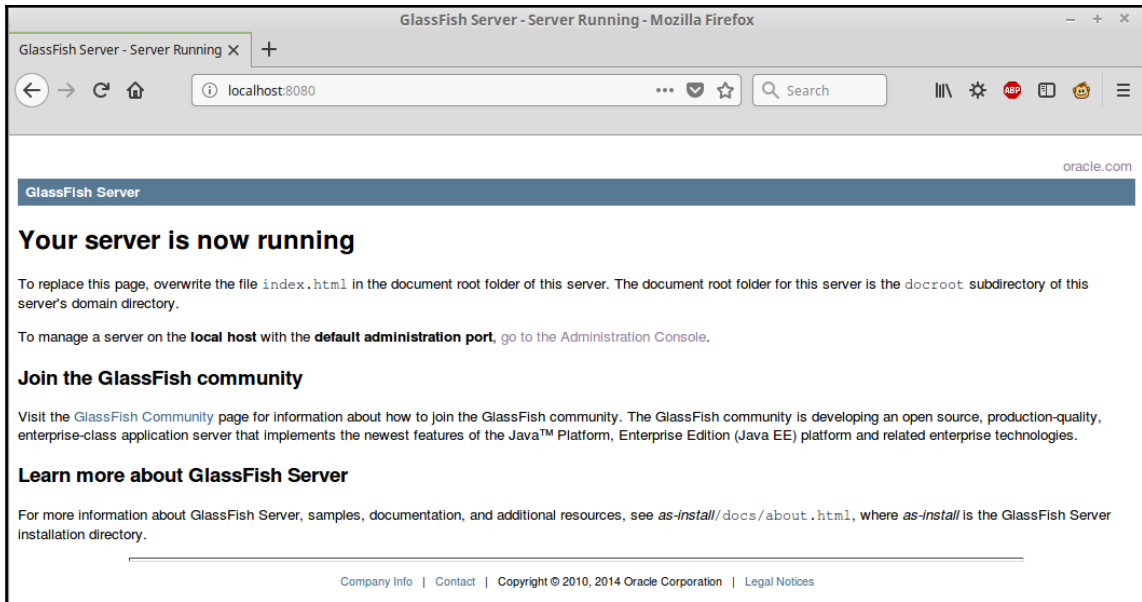 GlassFish Server - Server Running - Mozilla Firefox
GlassFish Server - Server Running
localhost:8080
Search
ABP
oracle.com
GlassFish Server
Your server is now running
To replace this page, overwrite the file index.html in the document root folder of this server. The document root folder for this server is the docroot subdirectory of this
server's domain directory.
To manage a server on the local host with the default administration port, go to the Administration Console.
Join the GlassFish community
Visit the GlassFish Community page for information about how to join the GlassFish community. The GlassFish community is developing an open source, production-quality,
enterprise-class application server that implements the newest features of the Java™ Platform, Enterprise Edition (Java EE) platform and related enterprise technologies.
Learn more about GlassFish Server
For more information about GlassFish Server, samples, documentation, and additional resources, see as-install/docs/about.html, where as-install is the GlassFish Server
installation directory.
Company Info | Contact | Copyright © 2010, 2014 Oracle Corporation | Legal Notices